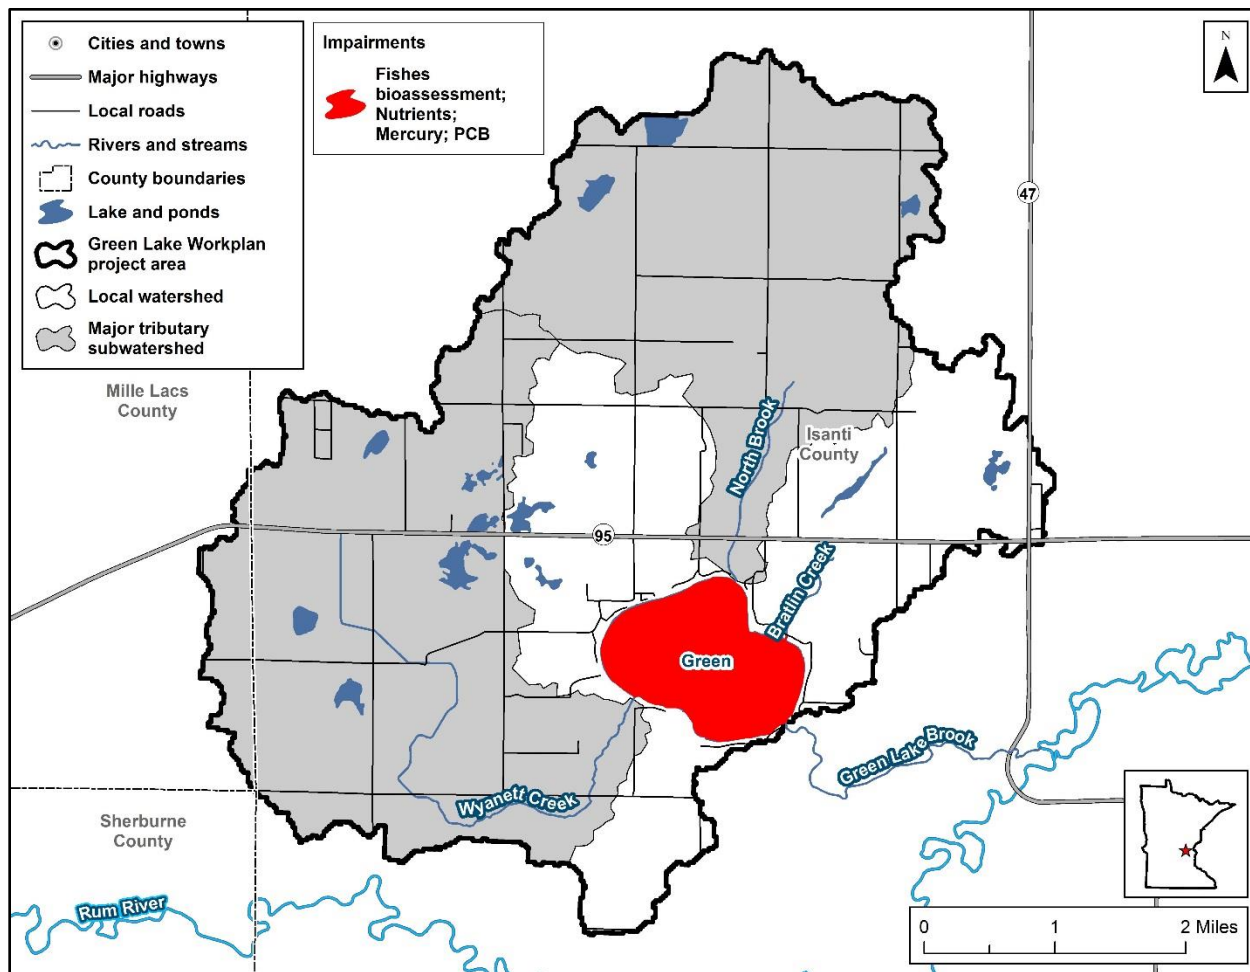 Cities and towns
Major highways
Local roads
Rivers and streams
County boundaries
Lake and ponds
Green Lake Workplan
project area
Local watershed
Major tributary
subwatershed
Impairments
Fishes
bioassessment;
Nutrients;
Mercury; PCB
N
47
Mille Lacs
County
North Brook
Isanti
County
95
Bratlin Creek
Green
Green Lake Brook
Wyanett Creek
Sherburne
County
Rum River
0 1 2 Miles